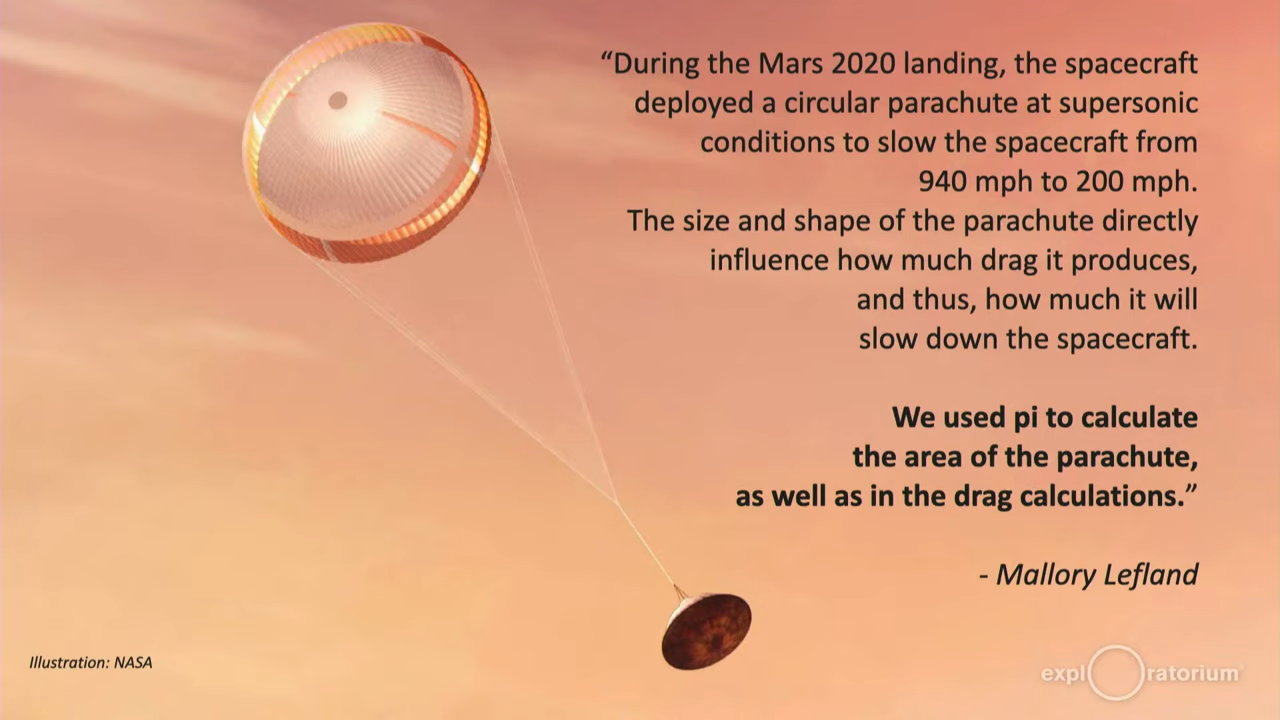 “During the Mars 2020 landing, the spacecraft
deployed a circular parachute at supersonic
conditions to slow the spacecraft from
940 mph to 200 mph.
The size and shape of the parachute directly
influence how much drag it produces,
and thus, how much it will
slow down the spacecraft.
We used pi to calculate
the area of the parachute,
as well as in the drag calculations.”
- Mallory Lefland
Illustration: NASA
explOratorium